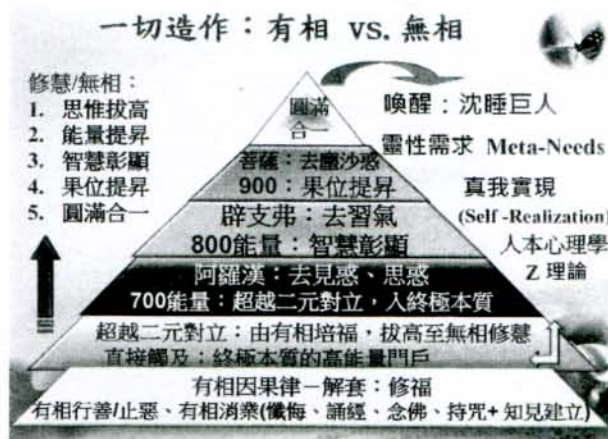 一切造作：有相 VS. 無相
修慧/無相：
1. 思惟拔高
2. 能量提昇
3. 智慧彰顯
4. 果位提昇
5. 圓滿合一
圓滿
合一
菩薩：去塵沙惑
900：果位提昇
辟支弗：去習氣
800能量：智慧彰顯
阿羅漢：去見惑、思惑
700能量：超越二元對立，入終極本質
超越二元對立：由有相培福，拔高至無相修慧
直接觸及：終極本質的高能量門戶
有相因果律－解套：修福
有相行善/止惡、有相消業(懺悔、誦經、念佛、持咒+ 知見建立)
喚醒：沈睡巨人
靈性需求 Meta-Needs
真我實現
(Self -Realization)
人本心理學
Z 理論